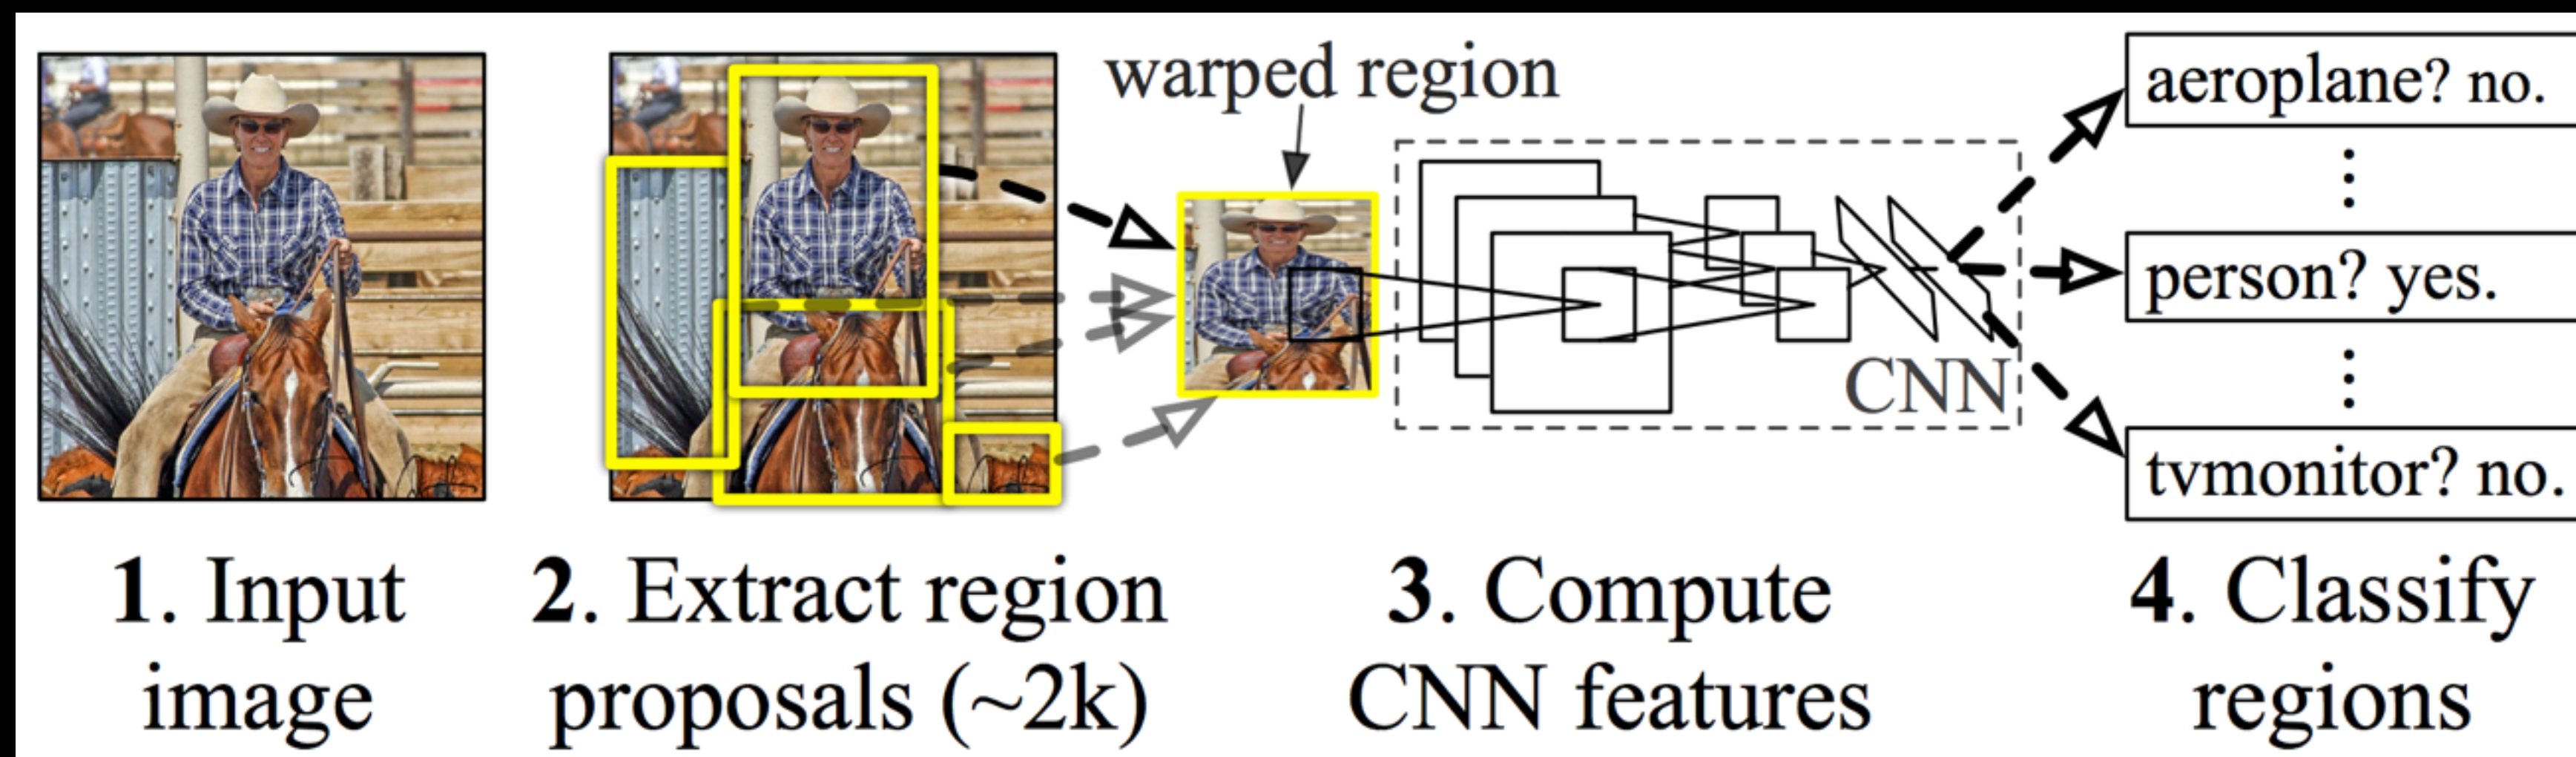 warped region
aeroplane? no.
person? yes.
CNN
tvmonitor? no.
1. Input
image
2. Extract region
proposals (~2k)
3. Compute
CNN features
4. Classify
regions